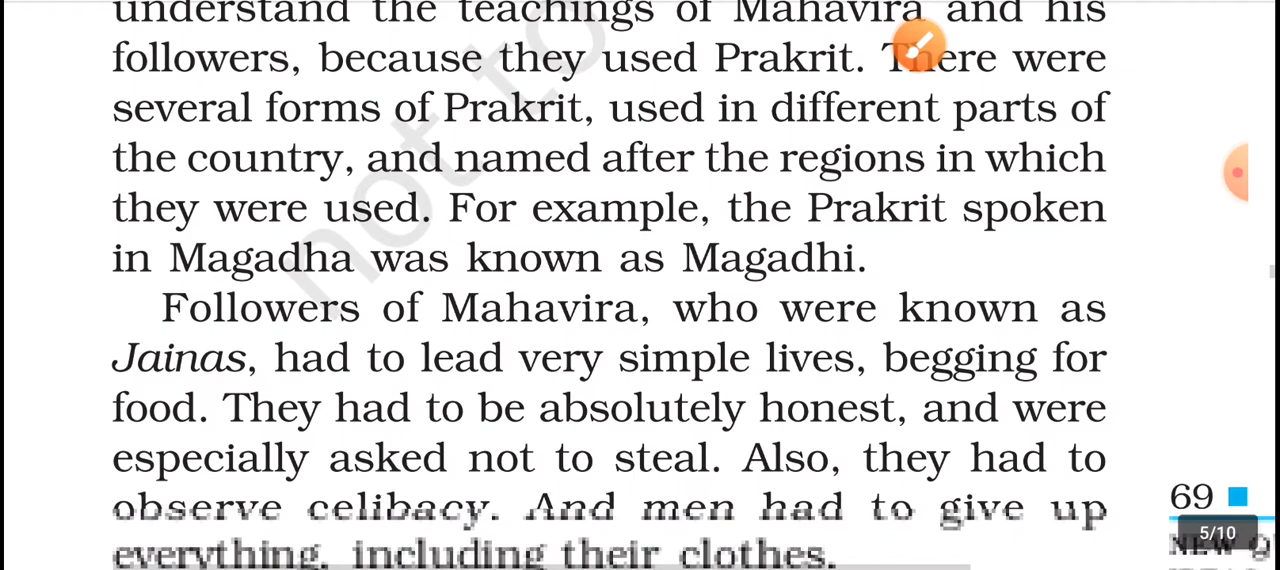 understand the teachings of Mahavira and his
followers, because they used Prakrit. There were
several forms of Prakrit, used in different parts of
the country, and named after the regions in which
they were used. For example, the Prakrit spoken
in Magadha was known as Magadhi.
Followers of Mahavira, who were known as
Jainas, had to lead very simple lives, begging for
food. They had to be absolutely honest, and were
especially asked not to steal. Also, they had to
observe celibacy. And men had to give up
everything, including their clothes.
not to
69
5/10
NEW